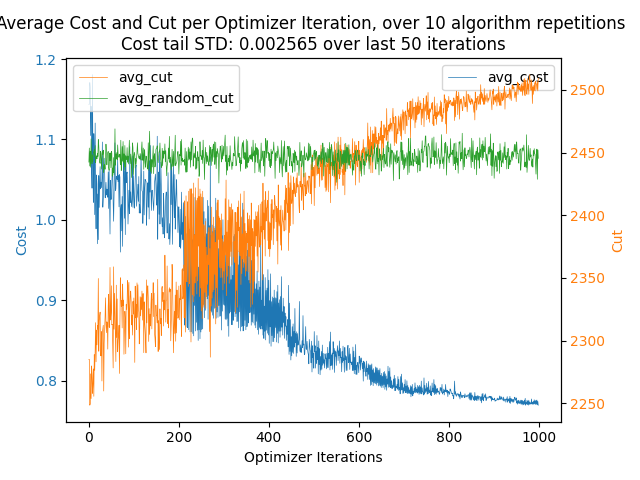 Average Cost and Cut per Optimizer Iteration, over 10 algorithm repetitions
Cost tail STD: 0.002565 over last 50 iterations
avg_cut
avg_random_cut
avg_cost
1.2
1.1
1.0
0.9
0.8
Cost
2500
2450
2400
2350
2300
2250
Cut
0
200
400
600
800
1000
Optimizer Iterations